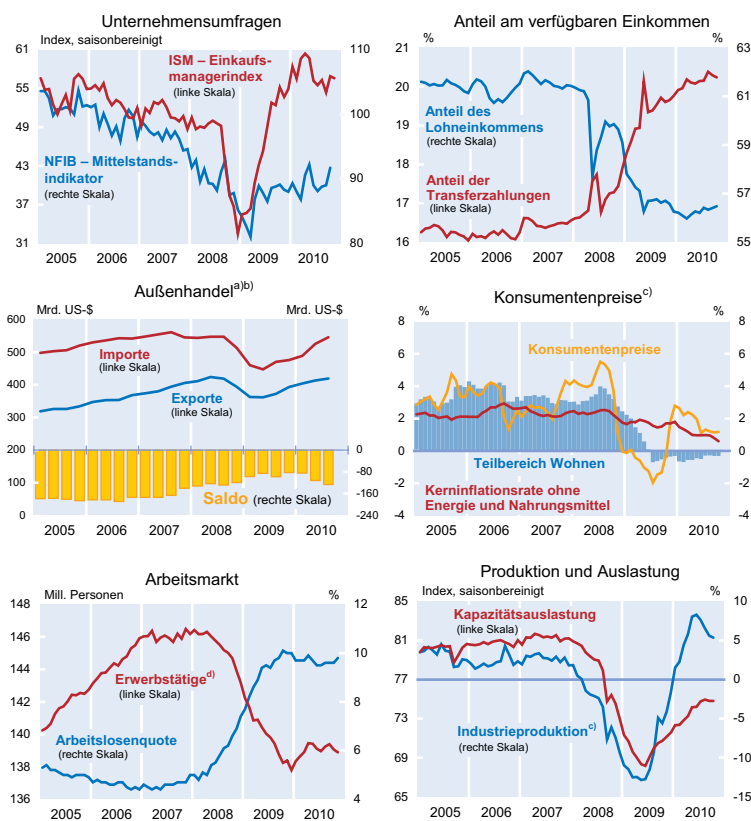 Unternehmensumfragen
Index, saisonbereinigt
61
55
49
43
37
31
110
100
90
80
ISM – Einkaufs-
managerindex
(linke Skala)
NFIB – Mittelstands-
indikator
(rechte Skala)
2005 2006 2007 2008 2009 2010
Anteil am verfügbaren Einkommen
% %
21
20
19
18
17
16
63
61
59
57
55
Anteil des
Lohneinkommens
(rechte Skala)
Anteil der
Transferzahlungen
(linke Skala)
2005 2006 2007 2008 2009 2010
Außenhandel a)b)
Mrd. US-$ Mrd. US-$
600
500
400
300
200
100
0
0
-80
-160
-240
Importe
(linke Skala)
Exporte
(linke Skala)
Saldo (rechte Skala)
2005 2006 2007 2008 2009 2010
Konsumentenpreise c)
% %
8
6
4
2
0
-2
-4
8
6
4
2
0
-2
-4
Konsumentenpreise
Teilbereich Wohnen
Kerninflationsrate ohne
Energie und Nahrungsmittel
2005 2006 2007 2008 2009 2010
Arbeitsmarkt
Mill. Personen %
148
146
144
142
140
138
136
12
10
8
6
4
Erwerbstätige d)
(linke Skala)
Arbeitslosenquote
(rechte Skala)
2005 2006 2007 2008 2009 2010
Produktion und Auslastung
Index, saisonbereinigt %
85
81
77
73
69
65
10
5
0
-5
-10
-15
Kapazitätsauslastung
(linke Skala)
Industrieproduktion c)
(rechte Skala)
2005 2006 2007 2008 2009 2010